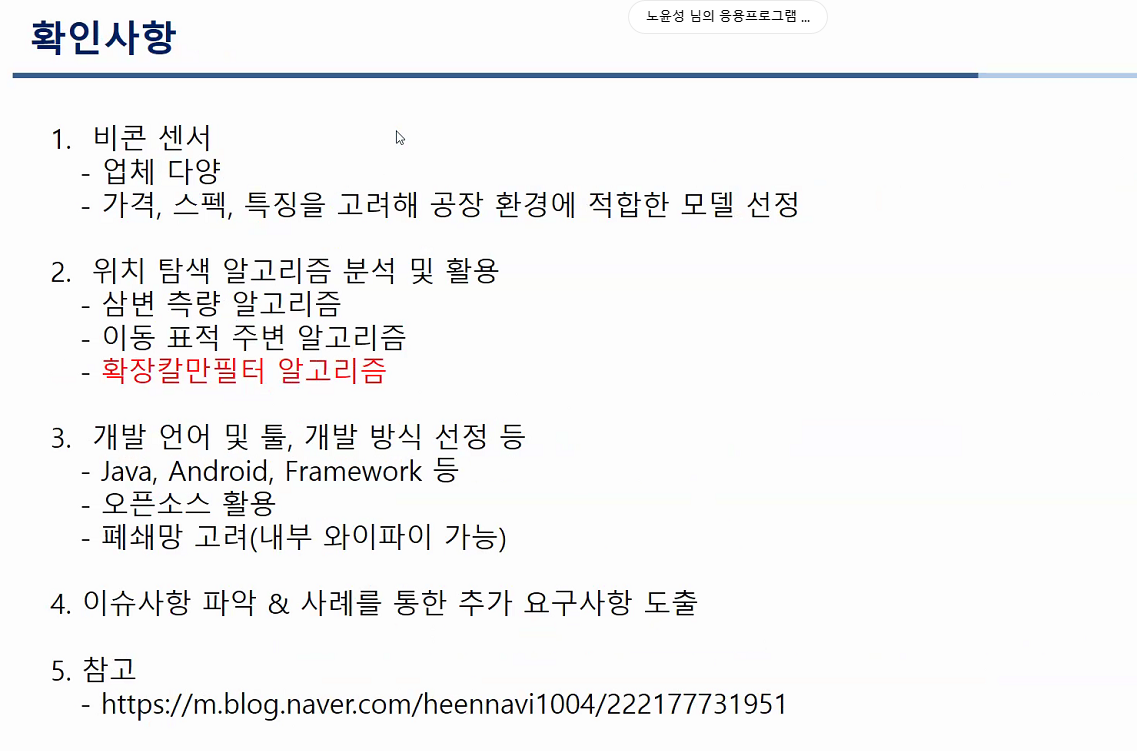 노윤성 님의 응용프로그램 ...
확인사항
1. 비콘 센서
- 업체 다양
- 가격, 스펙, 특징을 고려해 공장 환경에 적합한 모델 선정
2. 위치 탐색 알고리즘 분석 및 활용
- 삼변 측량 알고리즘
- 이동 표적 주변 알고리즘
- 확장칼만필터 알고리즘
3. 개발 언어 및 툴, 개발 방식 선정 등
- Java, Android, Framework 등
- 오픈소스 활용
- 폐쇄망 고려(내부 와이파이 가능)
4. 이슈사항 파악 & 사례를 통한 추가 요구사항 도출
5. 참고
- https://m.blog.naver.com/heennavi1004/222177731951